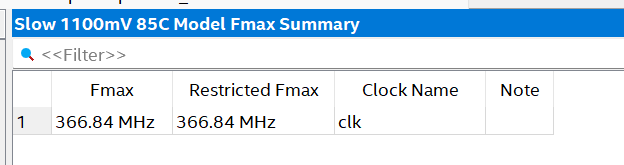 Slow 1100mV 85C Model Fmax Summary
<<Filter>>
Fmax Restricted Fmax Clock Name Note
1 366.84 MHz 366.84 MHz clk